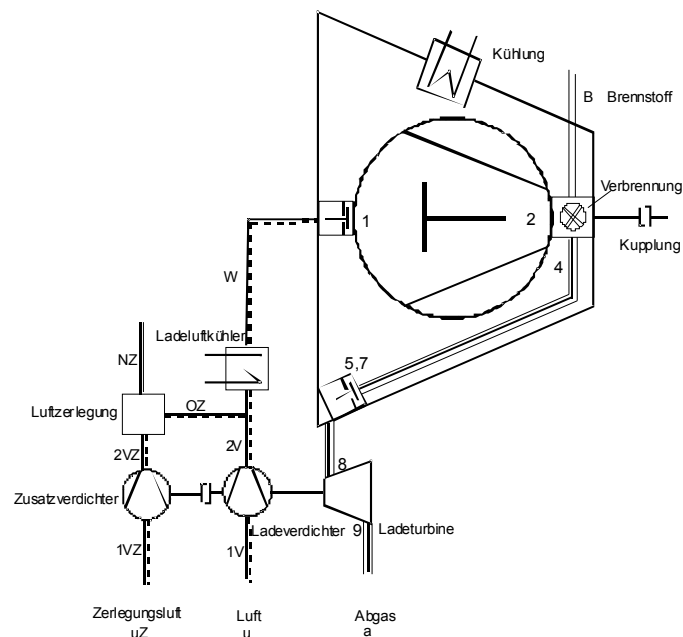 Kühlung
B Brennstoff
Verbrennung
1
2
Kupplung
4
W
Ladeluftkühler
NZ
5,7
Luftzerlegung
OZ
2VZ
2V
8
Zusatzverdichter
Ladeverdichter
9
Ladeturbine
1VZ
1V
Zerlegungsluft
uZ
Luft
u
Abgas
a